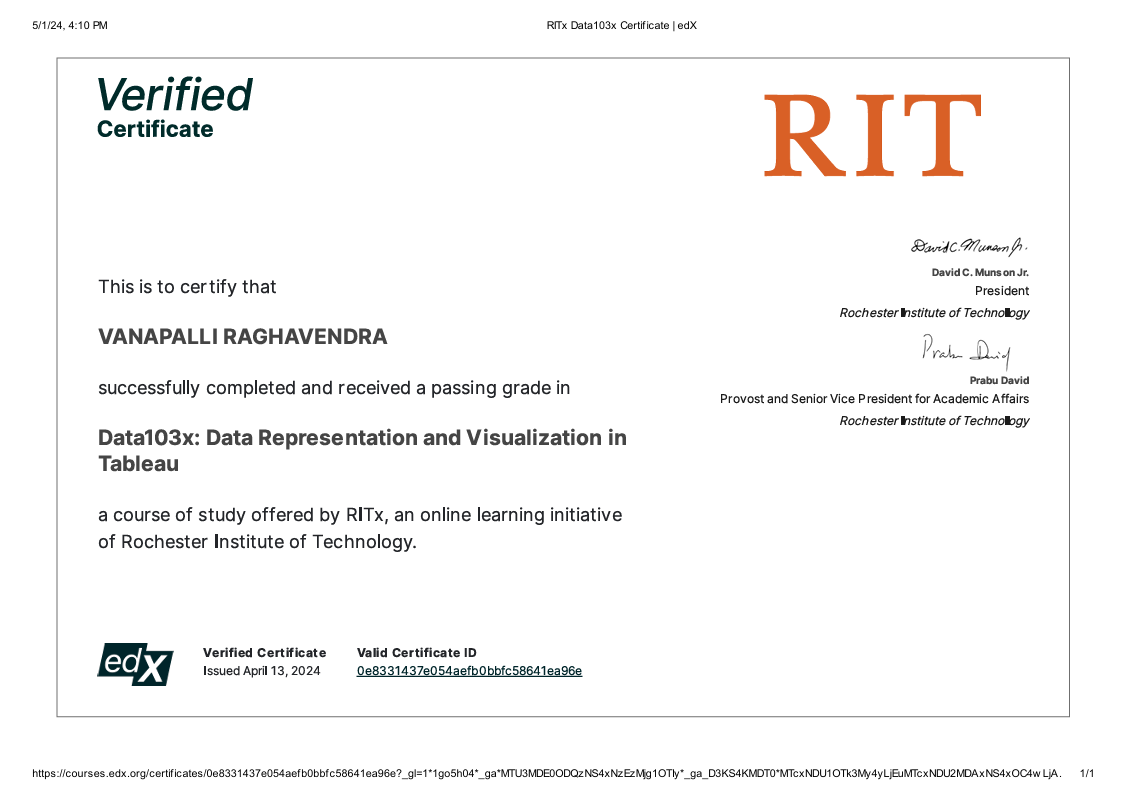 5/1/24, 4:10 PM
RITx Data103x Certificate | edX
Verified
Certificate
RIT
David C. Munson Jr.
David C. Munson Jr.
President
Rochester Institute of Technology
Prabu David
Prabu David
Provost and Senior Vice President for Academic Affairs
Rochester Institute of Technology
This is to certify that
VANAPALLI RAGHAVENDRA
successfully completed and received a passing grade in
Data103x: Data Representation and Visualization in
Tableau
a course of study offered by RITx, an online learning initiative
of Rochester Institute of Technology.
edX
Verified Certificate
Issued April 13, 2024
Valid Certificate ID
0e8331437e054aefb0bbfc58641ea96e
https://courses.edx.org/certificates/0e8331437e054aefb0bbfc58641ea96e?_gl=1*1go5h04*_ga*MTU3MDE0ODQzNS4xNzEzMjg1OTIy*_ga_D3KS4KMDT0*MTcxNDU1OTk3My4yLjEuMTcxNDU2MDAxNS4xOC4wLjA.
1/1